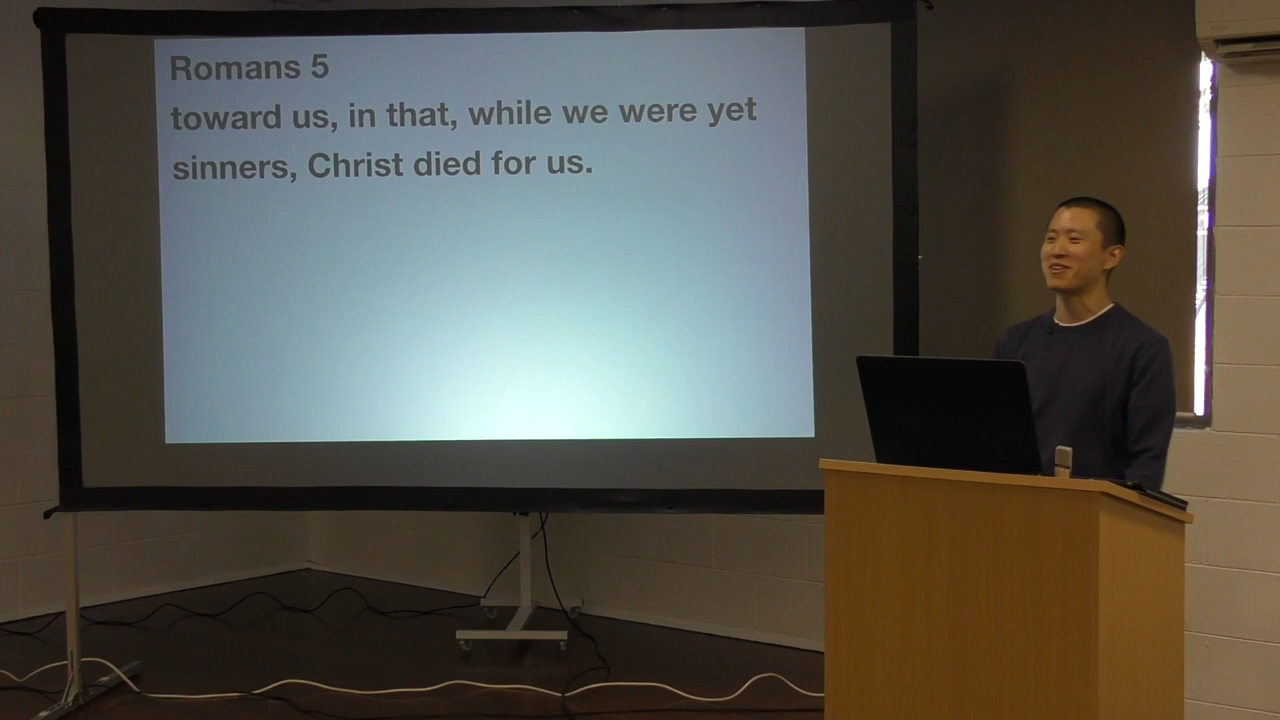 Romans 5
toward us, in that, while we were yet
sinners, Christ died for us.